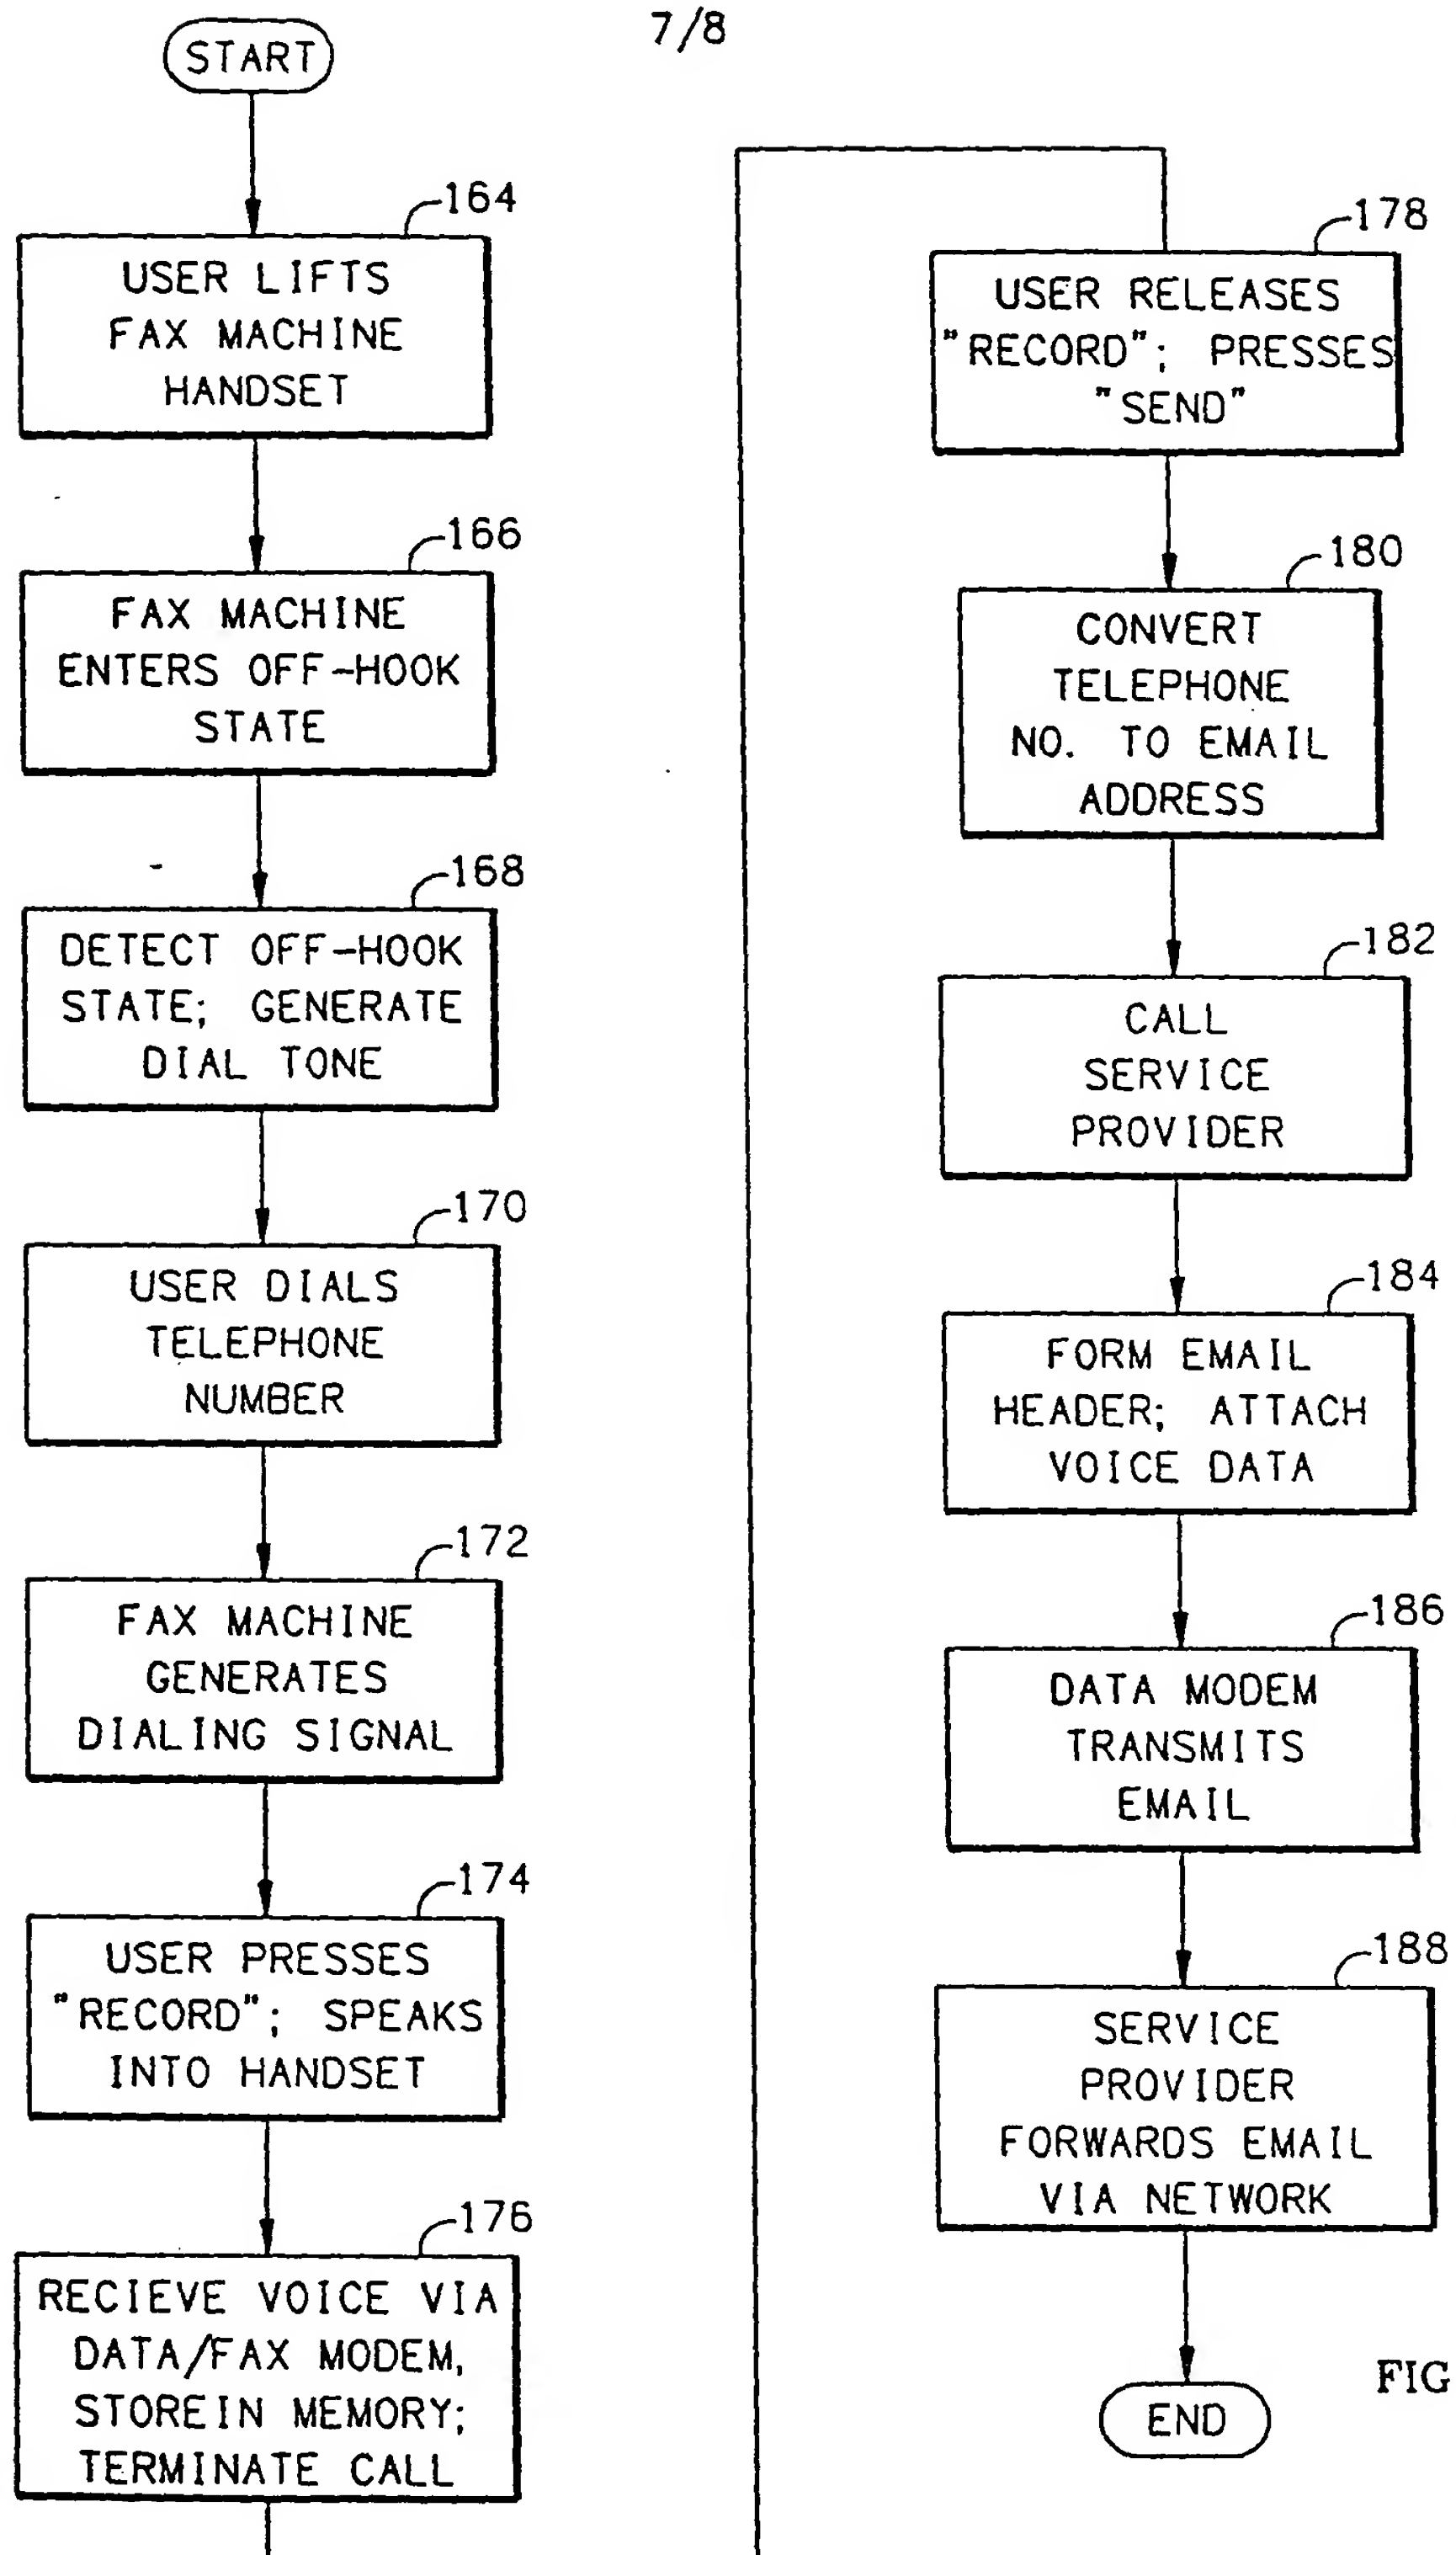 7/8
START
164
USER LIFTS
FAX MACHINE
HANDSET
166
FAX MACHINE
ENTERS OFF-HOOK
STATE
168
DETECT OFF-HOOK
STATE; GENERATE
DIAL TONE
170
USER DIALS
TELEPHONE
NUMBER
172
FAX MACHINE
GENERATES
DIALING SIGNAL
174
USER PRESSES
"RECORD"; SPEAKS
INTO HANDSET
176
RECIEVE VOICE VIA
DATA/FAX MODEM,
STOREIN MEMORY;
TERMINATE CALL
178
USER RELEASES
"RECORD"; PRESSES
"SEND"
180
CONVERT
TELEPHONE
NO. TO EMAIL
ADDRESS
182
CALL
SERVICE
PROVIDER
184
FORM EMAIL
HEADER; ATTACH
VOICE DATA
186
DATA MODEM
TRANSMITS
EMAIL
188
SERVICE
PROVIDER
FORWARDS EMAIL
VIA NETWORK
END
FIG